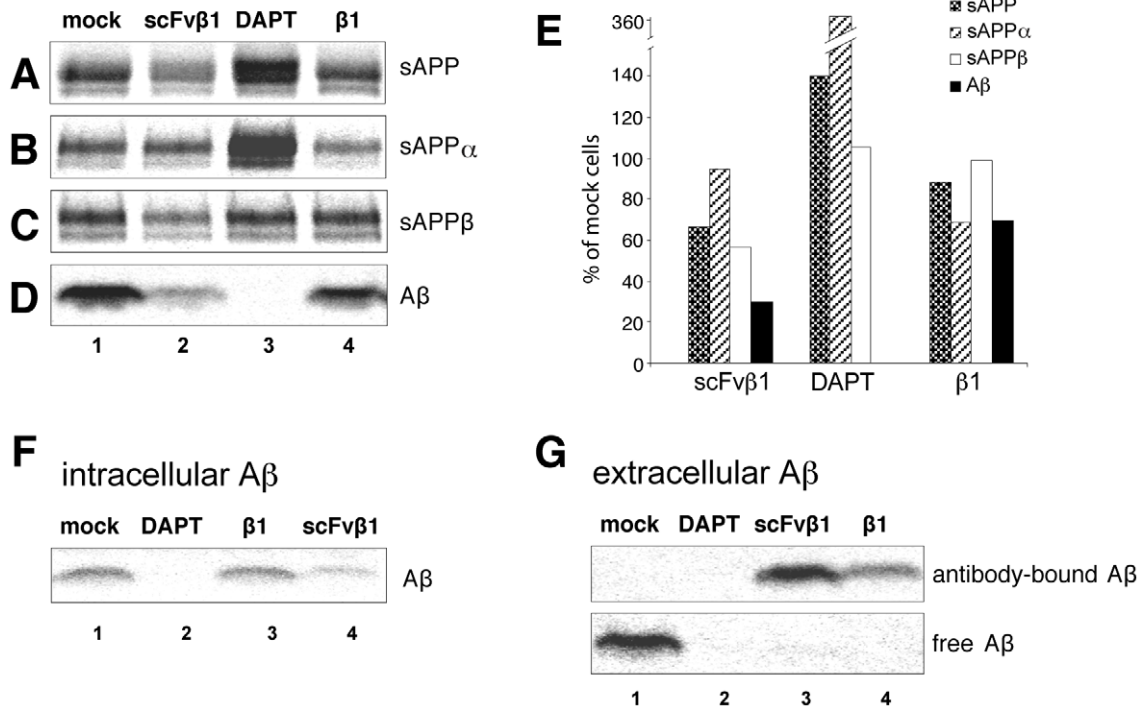 mock scFvβ1 DAPT β1
A sAPP
B sAPPα
C sAPPβ
D Aβ
1 2 3 4
E
% of mock cells
360
140
120
100
80
60
40
20
0
scFvβ1 DAPT β1
sAPP
sAPPα
sAPPβ
Aβ
F intracellular Aβ
mock DAPT β1 scFvβ1
Aβ
1 2 3 4
G extracellular Aβ
mock DAPT scFvβ1 β1
antibody-bound Aβ
free Aβ
1 2 3 4